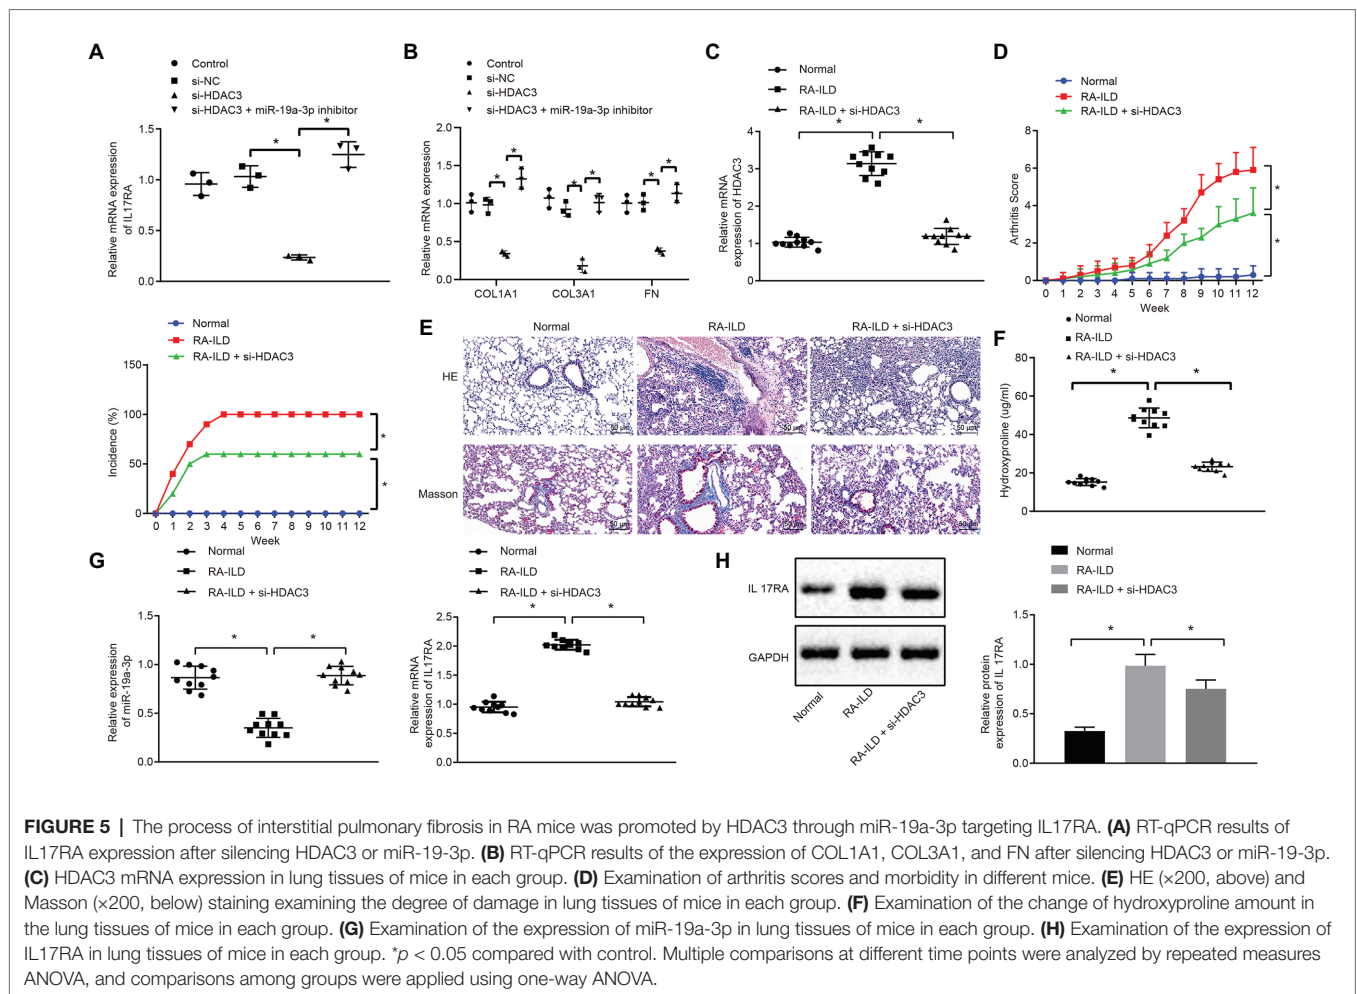 A
Control
si-NC
si-HDAC3
si-HDAC3 + miR-19a-3p inhibitor
Relative mRNA expression
of IL17RA
1.5
1.0
0.5
0.0
*
*
B
Control
si-NC
si-HDAC3
si-HDAC3 + miR-19a-3p inhibitor
Relative mRNA expression
2.0
1.5
1.0
0.5
0.0
*
*
*
*
*
*
COL1A1
COL3A1
FN
C
Normal
RA-ILD
RA-ILD + si-HDAC3
Relative mRNA
expression of HDAC3
4
3
2
1
0
*
*
D
Normal
RA-ILD
RA-ILD + si-HDAC3
Arthritis Score
8
6
4
2
0
*
*
0 1 2 3 4 5 6 7 8 9 10 11 12
Week
Normal
RA-ILD
RA-ILD + si-HDAC3
Incidence (%)
150
100
50
0
*
*
0 1 2 3 4 5 6 7 8 9 10 11 12
Week
E
Normal
RA-ILD
RA-ILD + si-HDAC3
HE
50 µm
50 µm
50 µm
Masson
50 µm
50 µm
50 µm
F
Normal
RA-ILD
RA-ILD + si-HDAC3
Hydroxyproline (ug/ml)
80
60
40
20
0
*
*
G
Normal
RA-ILD
RA-ILD + si-HDAC3
Relative expression
of miR-19a-3p
1.5
1.0
0.5
0.0
*
*
Normal
RA-ILD
RA-ILD + si-HDAC3
Relative mRNA
expression of IL17RA
2.5
2.0
1.5
1.0
0.5
0.0
*
*
H
IL 17RA
GAPDH
Normal
RA-ILD
RA-ILD + si-HDAC3
Normal
RA-ILD
RA-ILD + si-HDAC3
Relative protein
expression of IL 17RA
1.5
1.0
0.5
0.0
*
*
FIGURE 5 | The process of interstitial pulmonary fibrosis in RA mice was promoted by HDAC3 through miR-19a-3p targeting IL17RA. (A) RT-qPCR results of
IL17RA expression after silencing HDAC3 or miR-19-3p. (B) RT-qPCR results of the expression of COL1A1, COL3A1, and FN after silencing HDAC3 or miR-19-3p.
(C) HDAC3 mRNA expression in lung tissues of mice in each group. (D) Examination of arthritis scores and morbidity in different mice. (E) HE (×200, above) and
Masson (×200, below) staining examining the degree of damage in lung tissues of mice in each group. (F) Examination of the change of hydroxyproline amount in
the lung tissues of mice in each group. (G) Examination of the expression of miR-19a-3p in lung tissues of mice in each group. (H) Examination of the expression of
IL17RA in lung tissues of mice in each group. *p < 0.05 compared with control. Multiple comparisons at different time points were analyzed by repeated measures
ANOVA, and comparisons among groups were applied using one-way ANOVA.